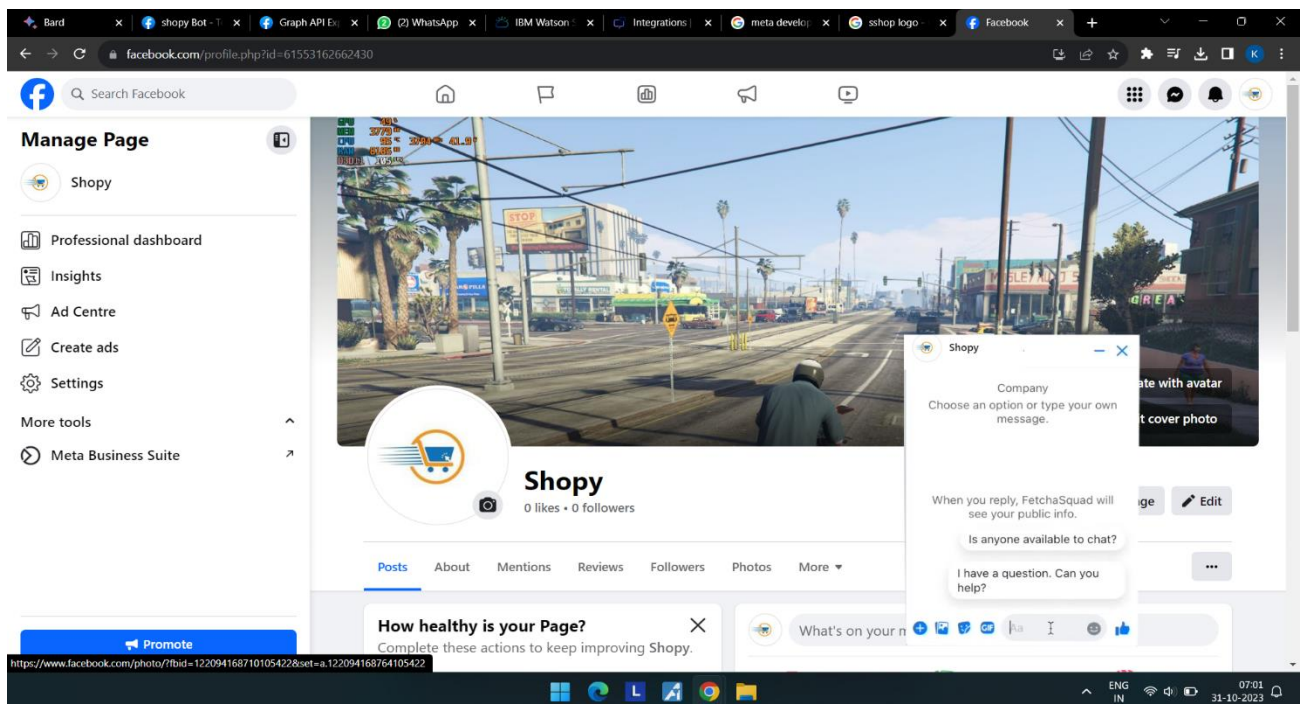 Bard
shopy Bot - T
Graph API Ex
(2) WhatsApp
IBM Watson
Integrations |
meta develop
sshop logo -
Facebook
facebook.com/profile.php?id=61553162662430
K
Search Facebook
Manage Page
Shopy
Professional dashboard
Insights
Ad Centre
Create ads
Settings
More tools
Meta Business Suite
Promote
https://www.facebook.com/photo/?fbid=122094168710105422&set=a.122094168764105422
STOP
Shopy
0 likes • 0 followers
ate with avatar
t cover photo
ge
Edit
Posts About Mentions Reviews Followers Photos More
How healthy is your Page?
Complete these actions to keep improving Shopy.
What's on your m
Shopy
Company
Choose an option or type your own
message.
When you reply, FetchaSquad will
see your public info.
Is anyone available to chat?
I have a question. Can you
help?
GIF
Aa
L
ENG
IN
07:01
31-10-2023